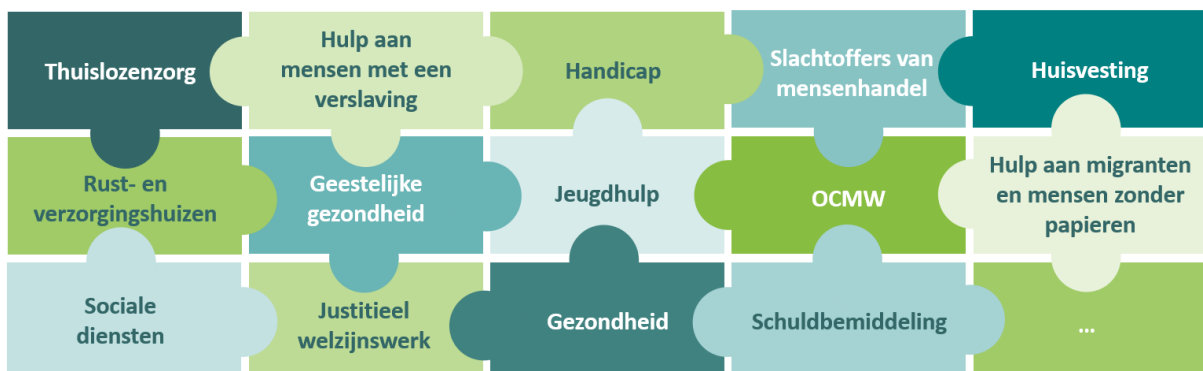 Thuislozenzorg
Hulp aan
mensen met een
verslaving
Handicap
Slachtoffers van
mensenhandel
Huisvesting
Rust- en
verzorgingshuizen
Geestelijke
gezondheid
Jeugdhulp
OCMW
Hulp aan migranten
en mensen zonder
papieren
Sociale
diensten
Justitieel
welzijnswerk
Gezondheid
Schuldbemiddeling
...